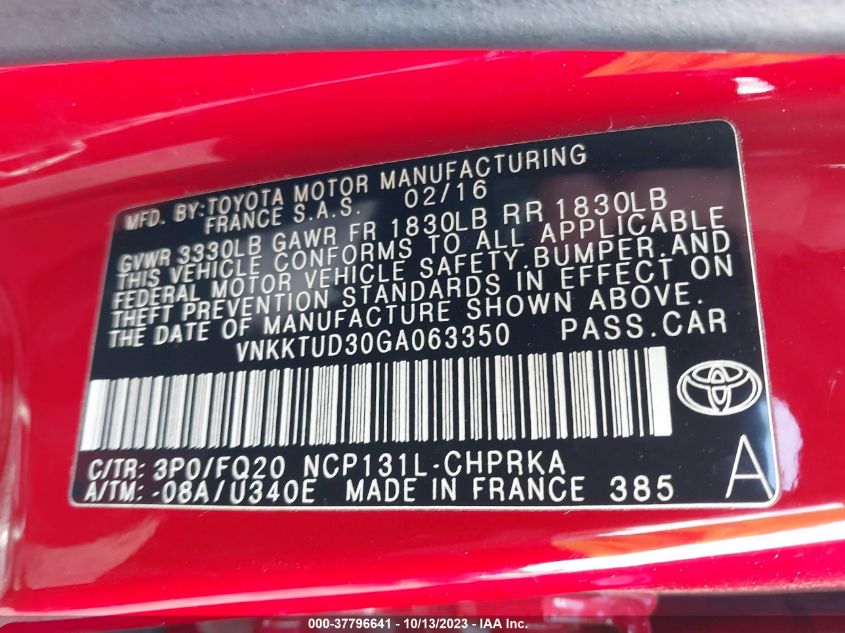 MFD. BY:TOYOTA MOTOR MANUFACTURING
FRANCE S.A.S. 02/16
GVWR 3330LB GAWR FR 1830LB RR 1830LB
THIS VEHICLE CONFORMS TO ALL APPLICABLE
FEDERAL MOTOR VEHICLE SAFETY,BUMPER,AND
THEFT PREVENTION STANDARDS IN EFFECT ON
THE DATE OF MANUFACTURE SHOWN ABOVE.
VNKKTUD30GA063350 PASS.CAR
C/TR: 3P0/FQ20 NCP131L-CHPRKA A
A/TM: -08A/U340E MADE IN FRANCE 385
000-37796641 - 10/13/2023 - IAA Inc.